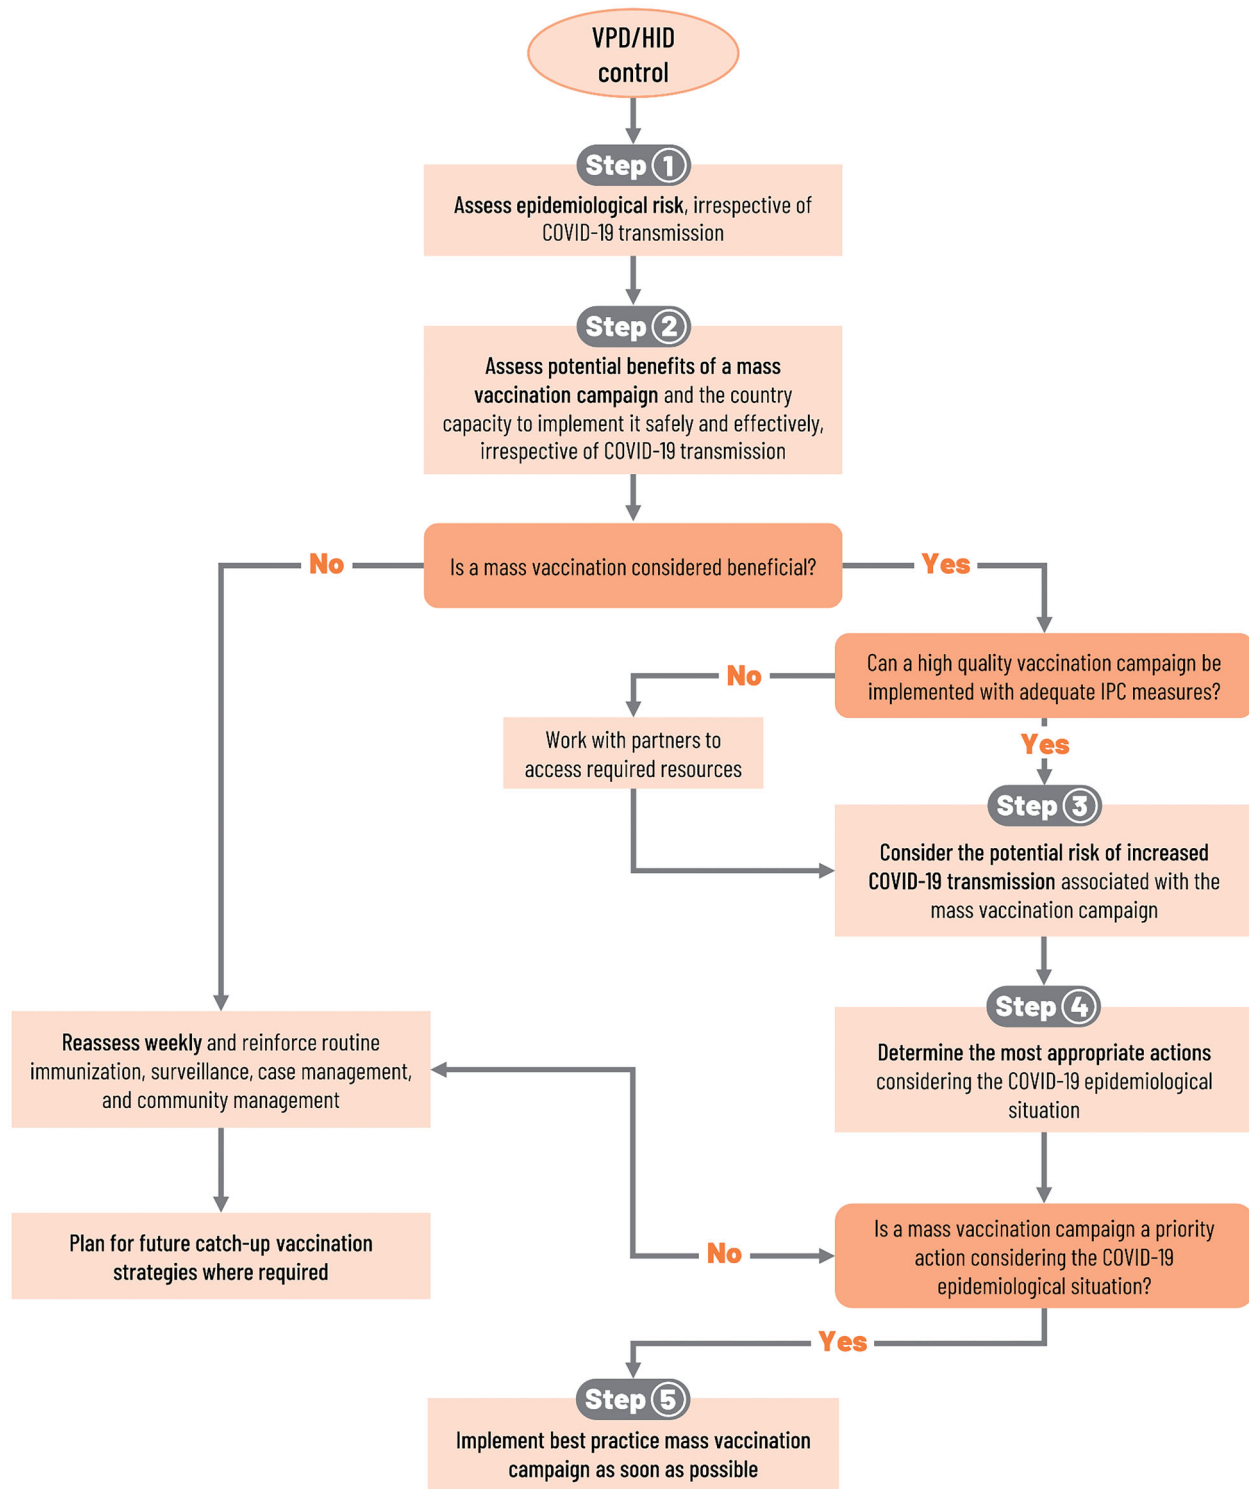 VPD/HID
control
Step 1
Assess epidemiological risk, irrespective of
COVID-19 transmission
Step 2
Assess potential benefits of a mass
vaccination campaign and the country
capacity to implement it safely and effectively,
irrespective of COVID-19 transmission
Is a mass vaccination considered beneficial?
No
Yes
Can a high quality vaccination campaign be
implemented with adequate IPC measures?
No
Yes
Work with partners to
access required resources
Step 3
Consider the potential risk of increased
COVID-19 transmission associated with the
mass vaccination campaign
Step 4
Determine the most appropriate actions
considering the COVID-19 epidemiological
situation
Reassess weekly and reinforce routine
immunization, surveillance, case management,
and community management
Plan for future catch-up vaccination
strategies where required
Is a mass vaccination campaign a priority
action considering the COVID-19
epidemiological situation?
No
Yes
Step 5
Implement best practice mass vaccination
campaign as soon as possible